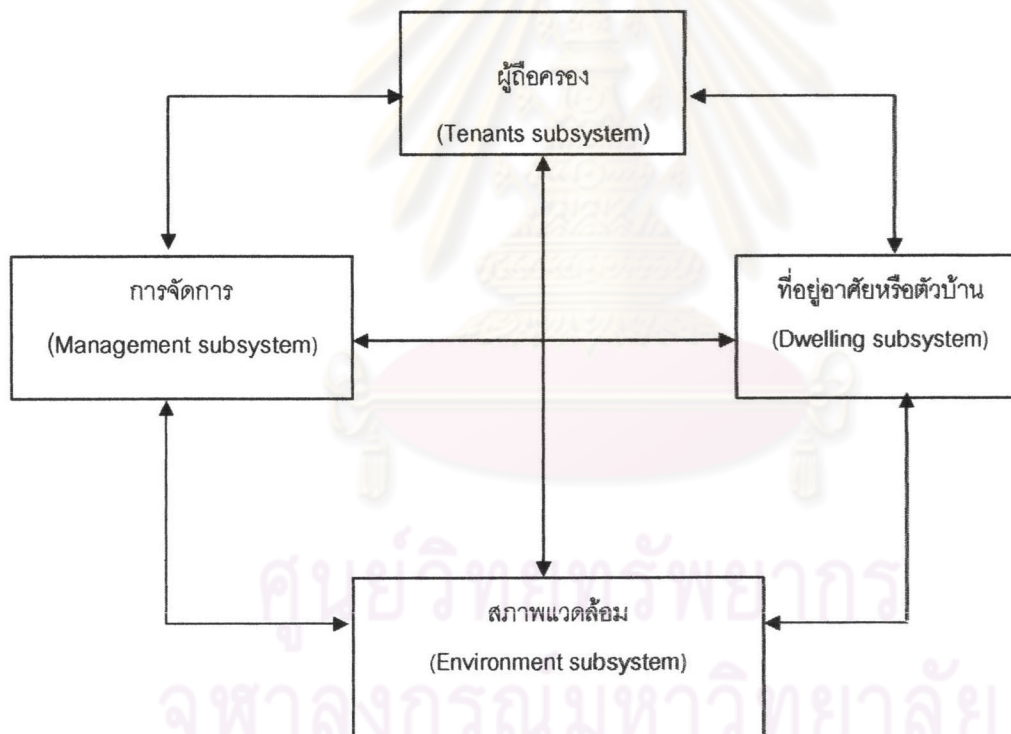 ผู้ถือครอง
(Tenants subsystem)
การจัดการ
(Management subsystem)
ที่อยู่อาศัยหรือตัวบ้าน
(Dwelling subsystem)
สภาพแวดล้อม
(Environment subsystem)
ศูนย์วิทยทรัพยากร
จุฬาลงกรณ์มหาวิทยาลัย